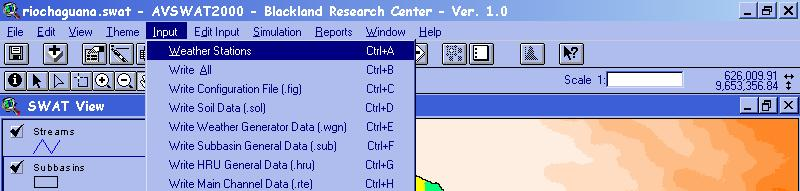 riochaguana.swat - AVSWAT2000 - Blackland Research Center - Ver. 1.0
File Edit View Theme Input Edit Input Simulation Reports Window Help
Weather Stations Ctrl+A
Write All Ctrl+B
Scale 1: 626,009.91
9,653,356.84
Write Configuration File (.fig) Ctrl+C
SWAT View
Write Soil Data (.sol) Ctrl+D
Streams
Write Weather Generator Data (.wgn) Ctrl+E
Write Subbasin General Data (.sub) Ctrl+F
Subbasins
Write HRU General Data (.hru) Ctrl+G
Write Main Channel Data (.rte) Ctrl+H